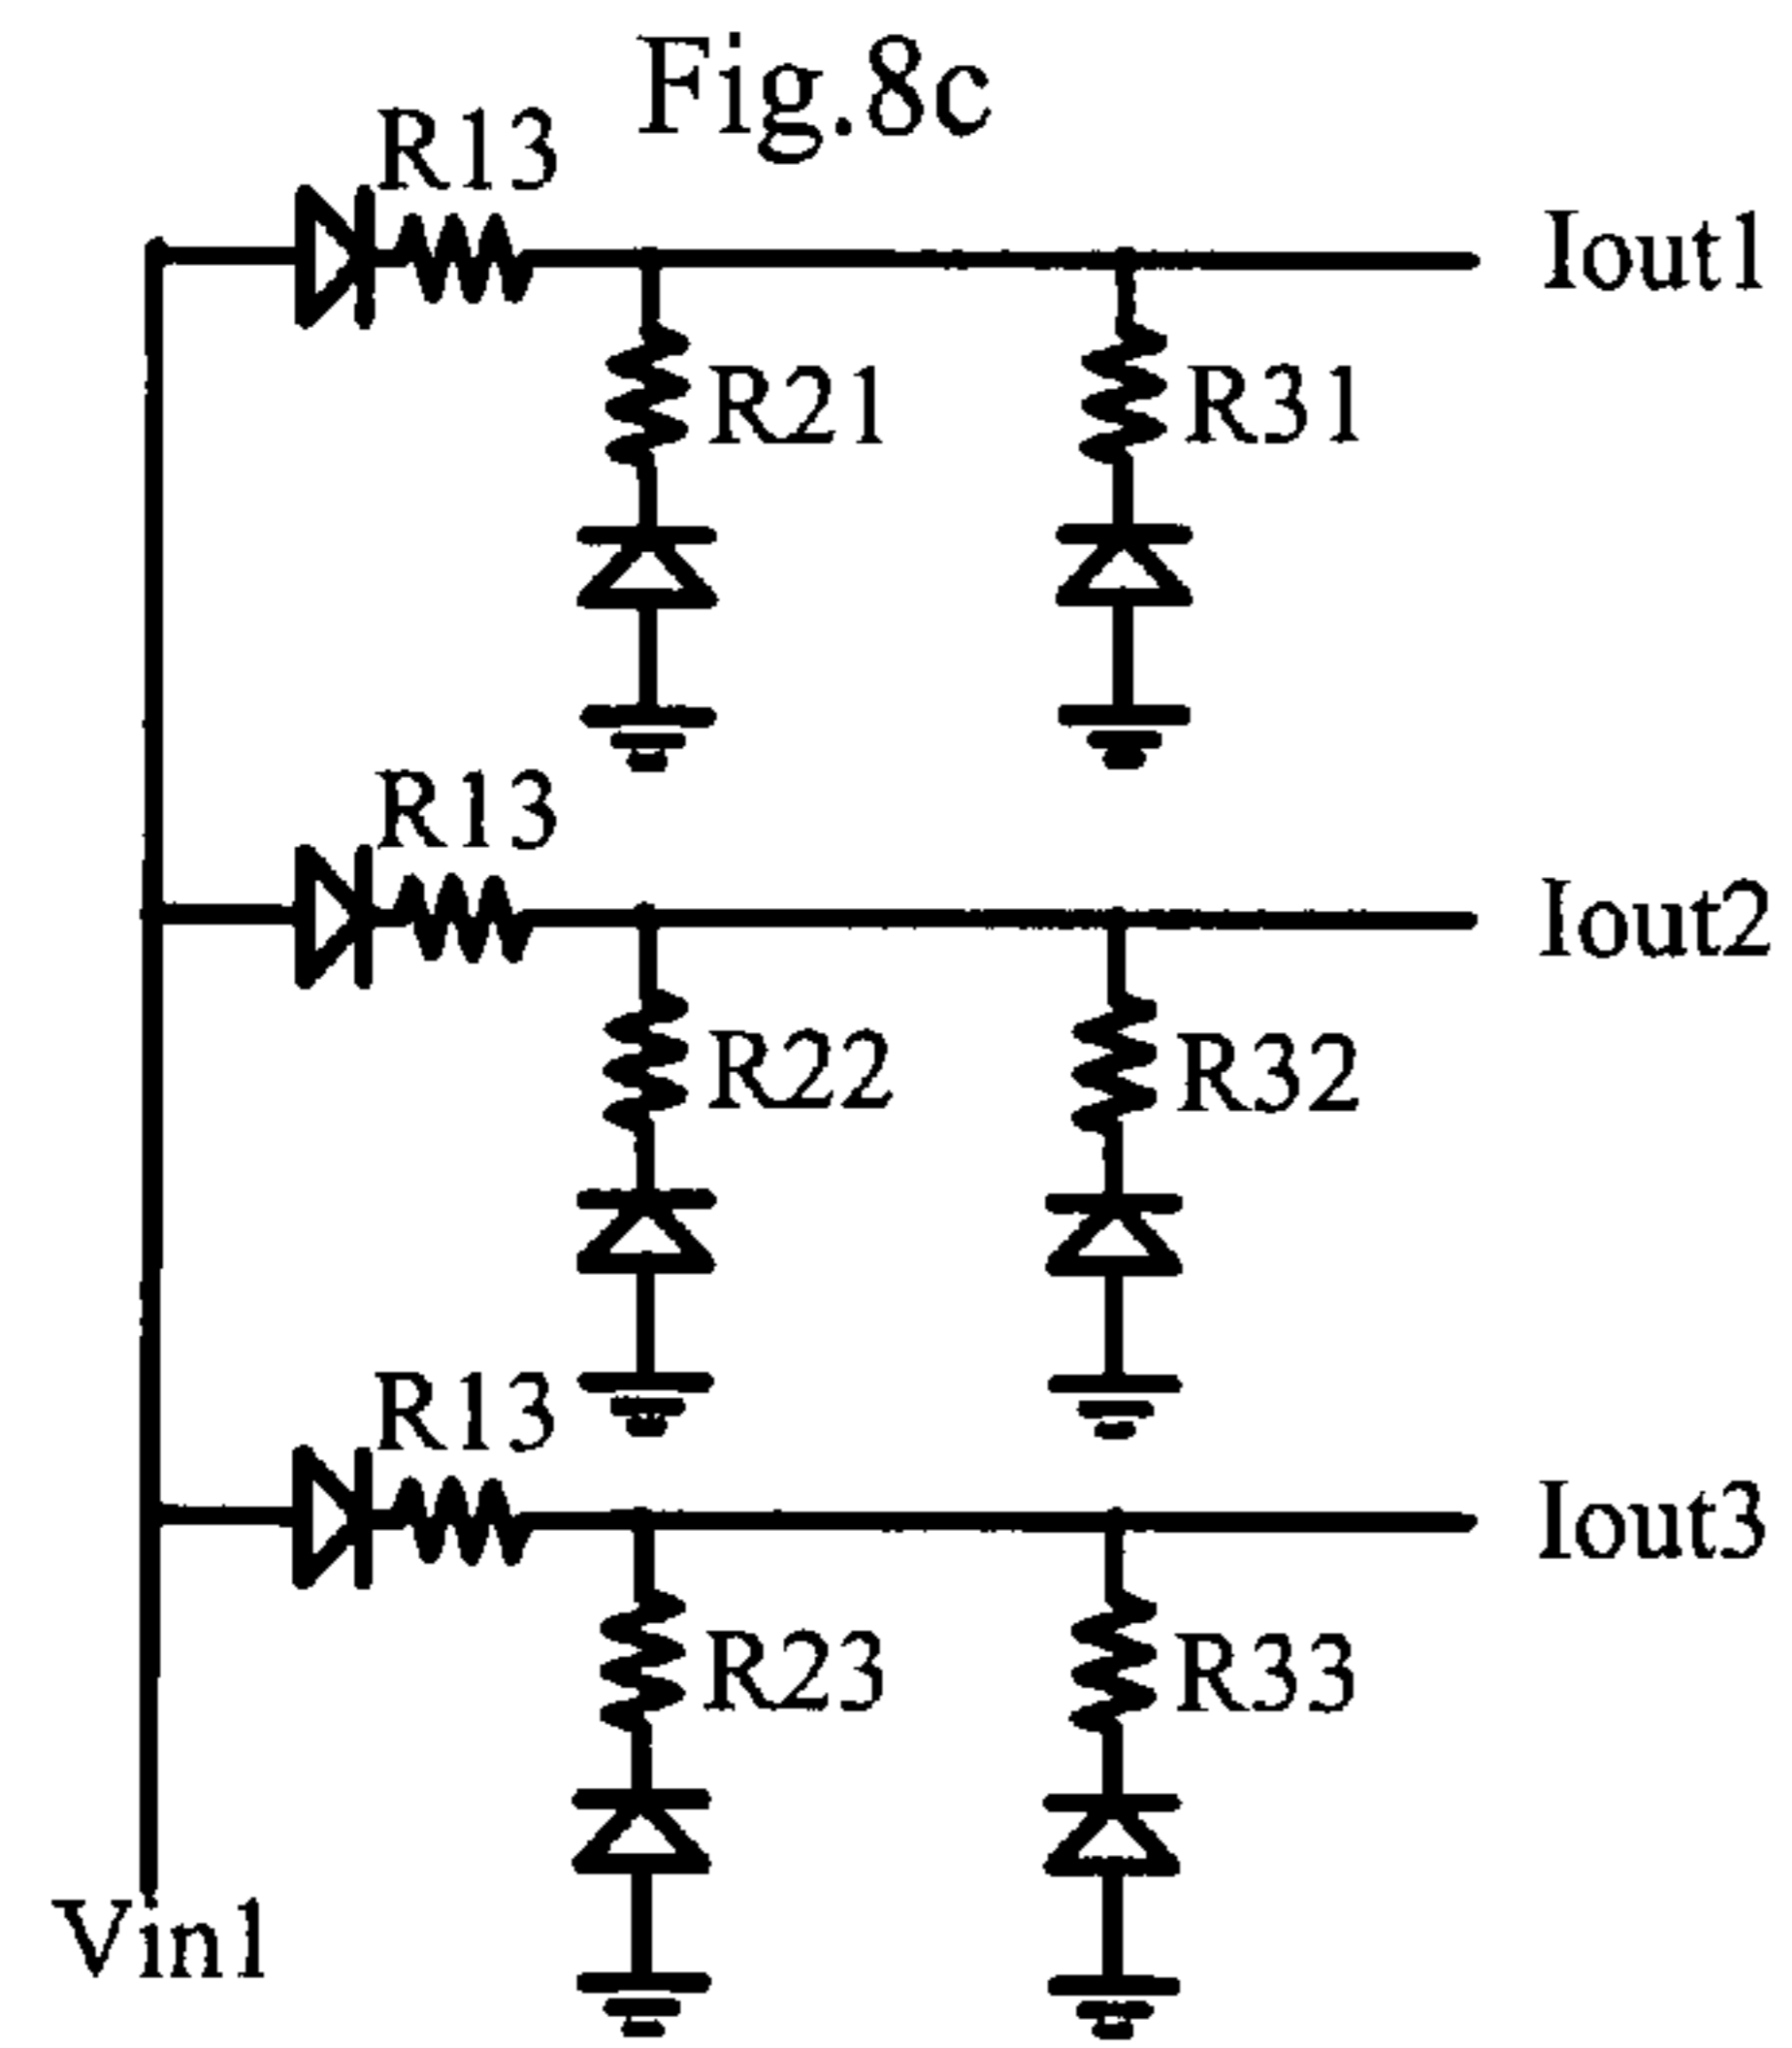 Fig.8c
R13
Iout1
R21
R31
R13
Iout2
R22
R32
R13
Iout3
R23
R33
Vin1